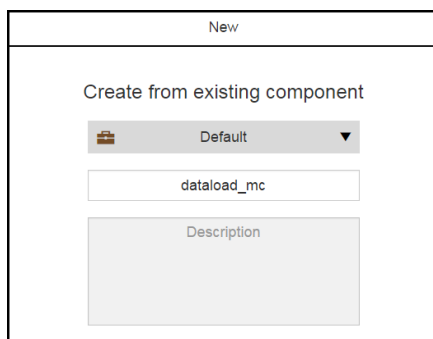 New
Create from existing component
Default
dataload_mc
Description